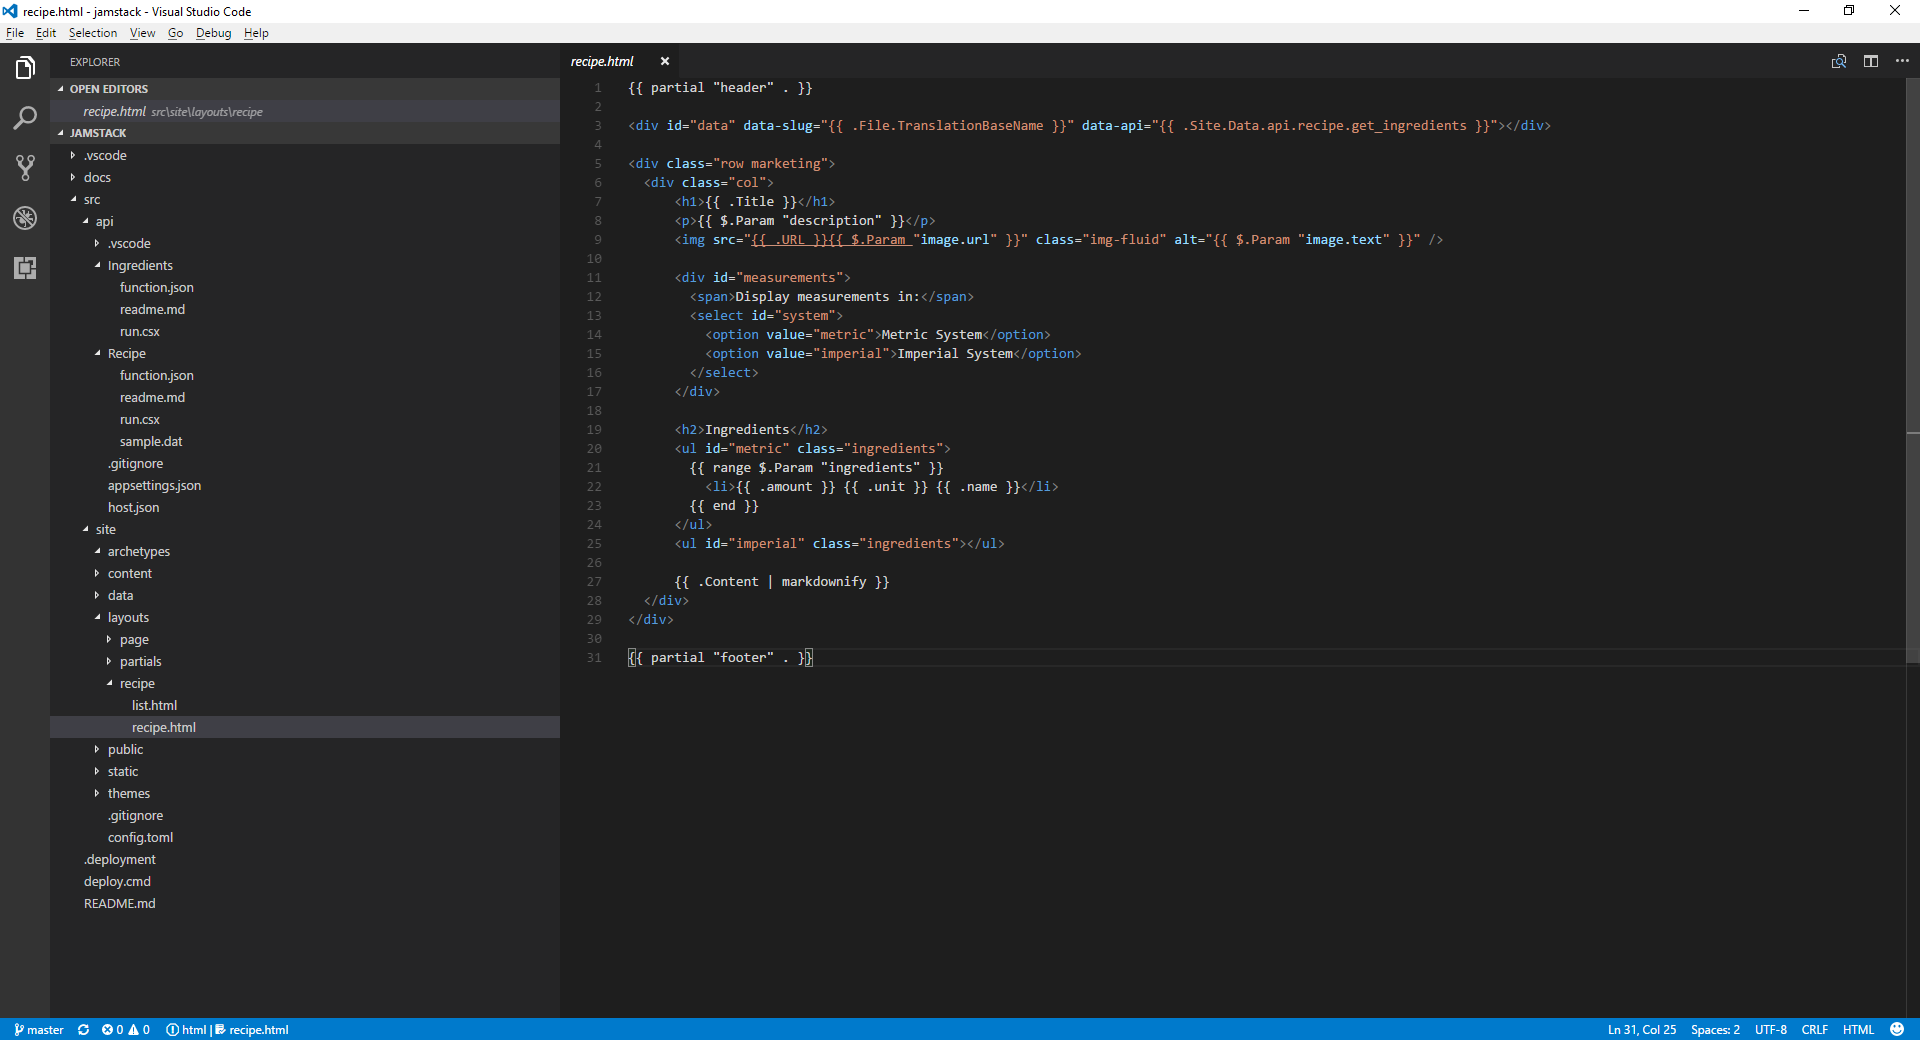 recipe.html - jamstack - Visual Studio Code
File Edit Selection View Go Debug Help
EXPLORER
OPEN EDITORS
recipe.html src\site\layouts\recipe
JAMSTACK
.vscode
docs
src
api
.vscode
Ingredients
function.json
readme.md
run.csx
Recipe
function.json
readme.md
run.csx
sample.dat
.gitignore
appsettings.json
host.json
site
archetypes
content
data
layouts
page
partials
recipe
list.html
recipe.html
public
static
themes
.gitignore
config.toml
.deployment
deploy.cmd
README.md
recipe.html
1 {{ partial "header" . }}
2
3 <div id="data" data-slug="{{ .File.TranslationBaseName }}" data-api="{{ .Site.Data.api.recipe.get_ingredients }}"></div>
4
5 <div class="row marketing">
6   <div class="col">
7       <h1>{{ .Title }}</h1>
8       <p>{{ $.Param "description" }}</p>
9       <img src="{{ .URL }}{{ $.Param "image.url" }}" class="img-fluid" alt="{{ $.Param "image.text" }}" />
10
11       <div id="measurements">
12         <span>Display measurements in:</span>
13         <select id="system">
14           <option value="metric">Metric System</option>
15           <option value="imperial">Imperial System</option>
16         </select>
17       </div>
18
19       <h2>Ingredients</h2>
20       <ul id="metric" class="ingredients">
21         {{ range $.Param "ingredients" }}
22           <li>{{ .amount }} {{ .unit }} {{ .name }}</li>
23         {{ end }}
24       </ul>
25       <ul id="imperial" class="ingredients"></ul>
26
27       {{ .Content | markdownify }}
28   </div>
29 </div>
30
31 {{ partial "footer" . }}
master 0 0 html | recipe.html Ln 31, Col 25 Spaces: 2 UTF-8 CRLF HTML